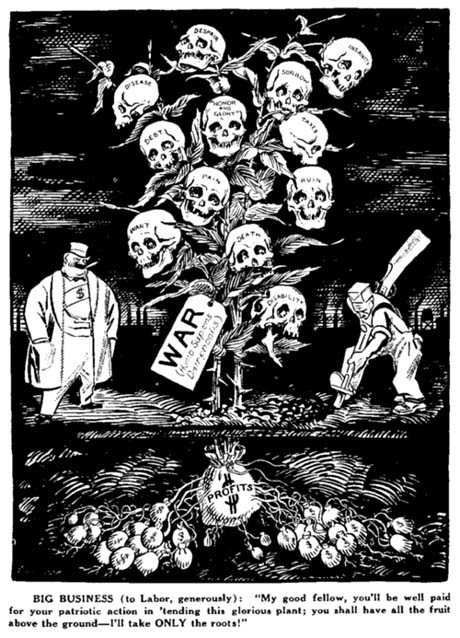 DESPAIR
INSANITY
DISEASE
SORROW
"HONOR
AND
GLORY"
DEBT
TAXES
PAIN
RUIN
WANT
DEATH
DISABILITY
$
WAR
PROFITS
$
BIG BUSINESS (to Labor, generously): "My good fellow, you'll be well paid
for your patriotic action in 'tending this glorious plant; you shall have all the fruit
above the ground—I'll take ONLY the roots!"